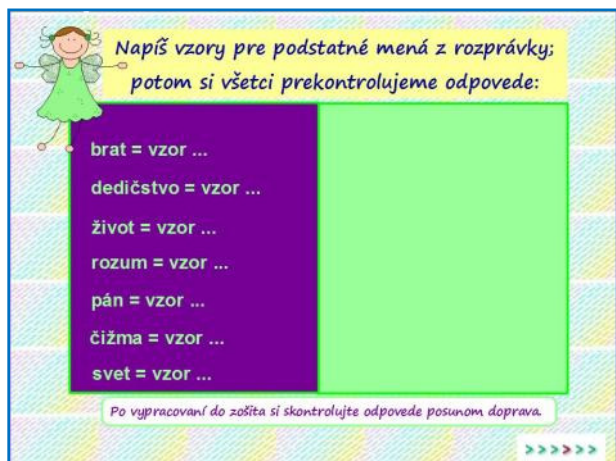 Napíš vzory pre podstatné mená z rozprávky;
potom si všetci prekontrolujeme odpovede:
brat = vzor ...
dedičstvo = vzor ...
život = vzor ...
rozum = vzor ...
pán = vzor ...
čižma = vzor ...
svet = vzor ...
Po vypracovaní do zošita si skontrolujte odpovede posunom doprava.
>>>>>>